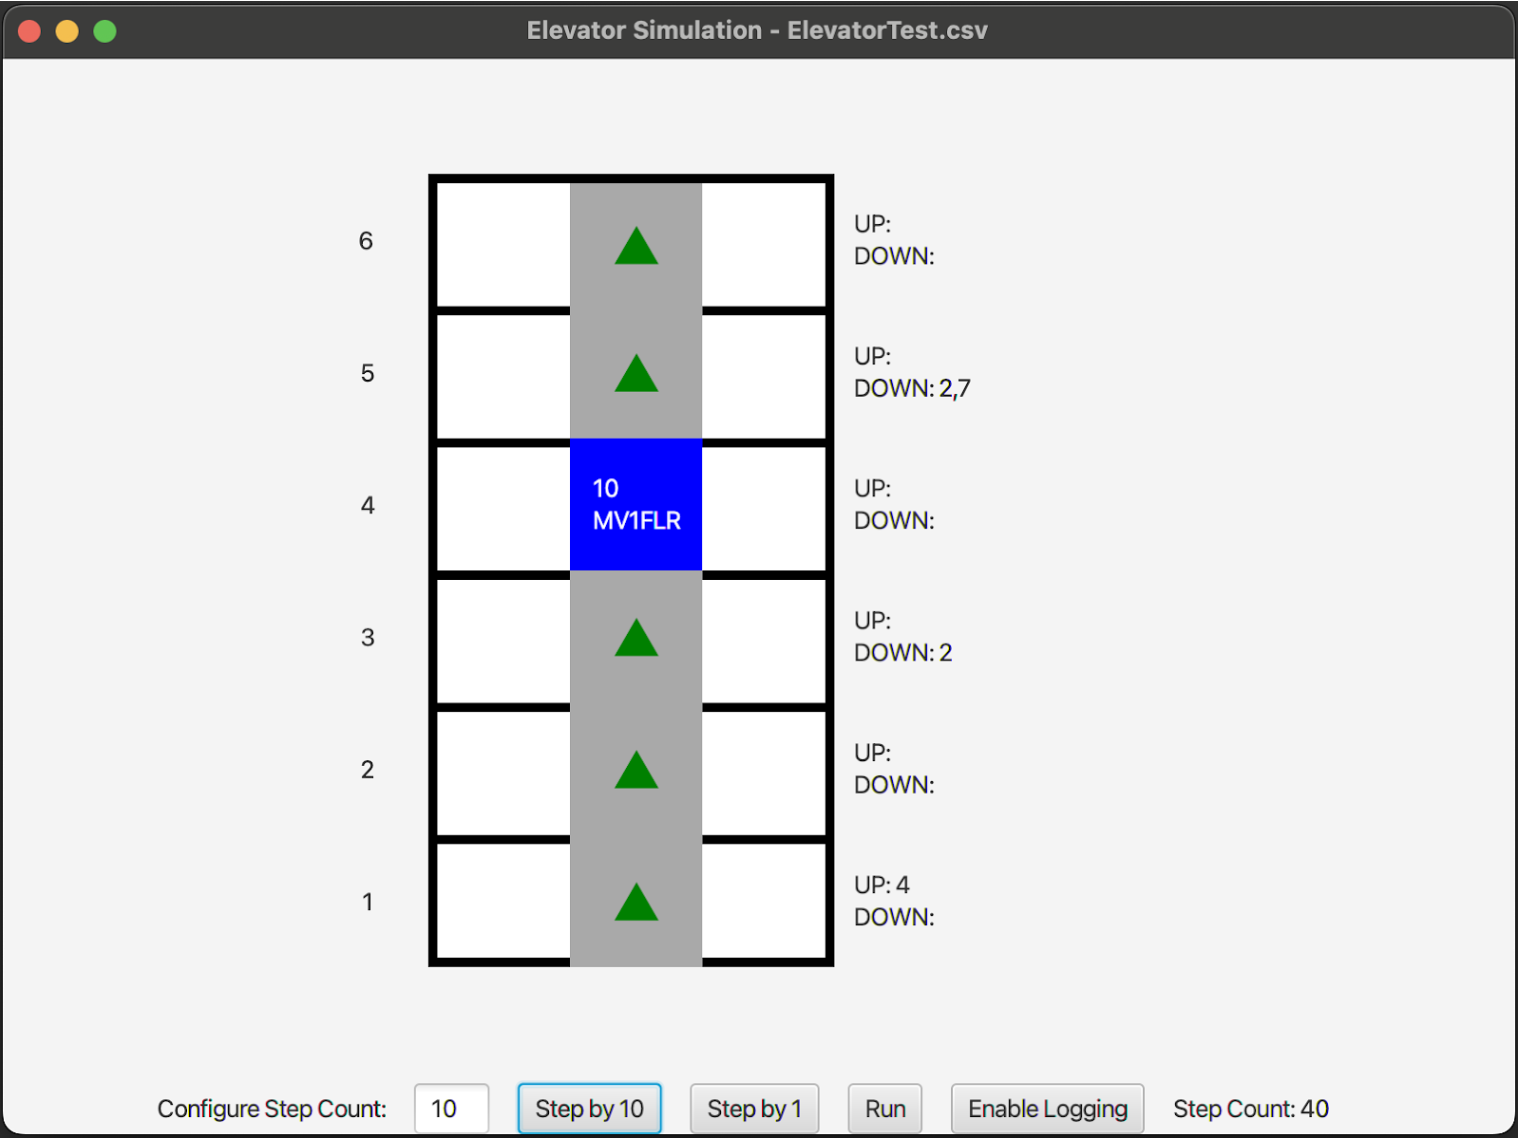 Elevator Simulation - ElevatorTest.csv
6
UP:
DOWN:
5
UP:
DOWN: 2,7
4
10
MV1FLR
UP:
DOWN:
3
UP:
DOWN: 2
2
UP:
DOWN:
1
UP: 4
DOWN:
Configure Step Count: 10 Step by 10 Step by 1 Run Enable Logging Step Count: 40